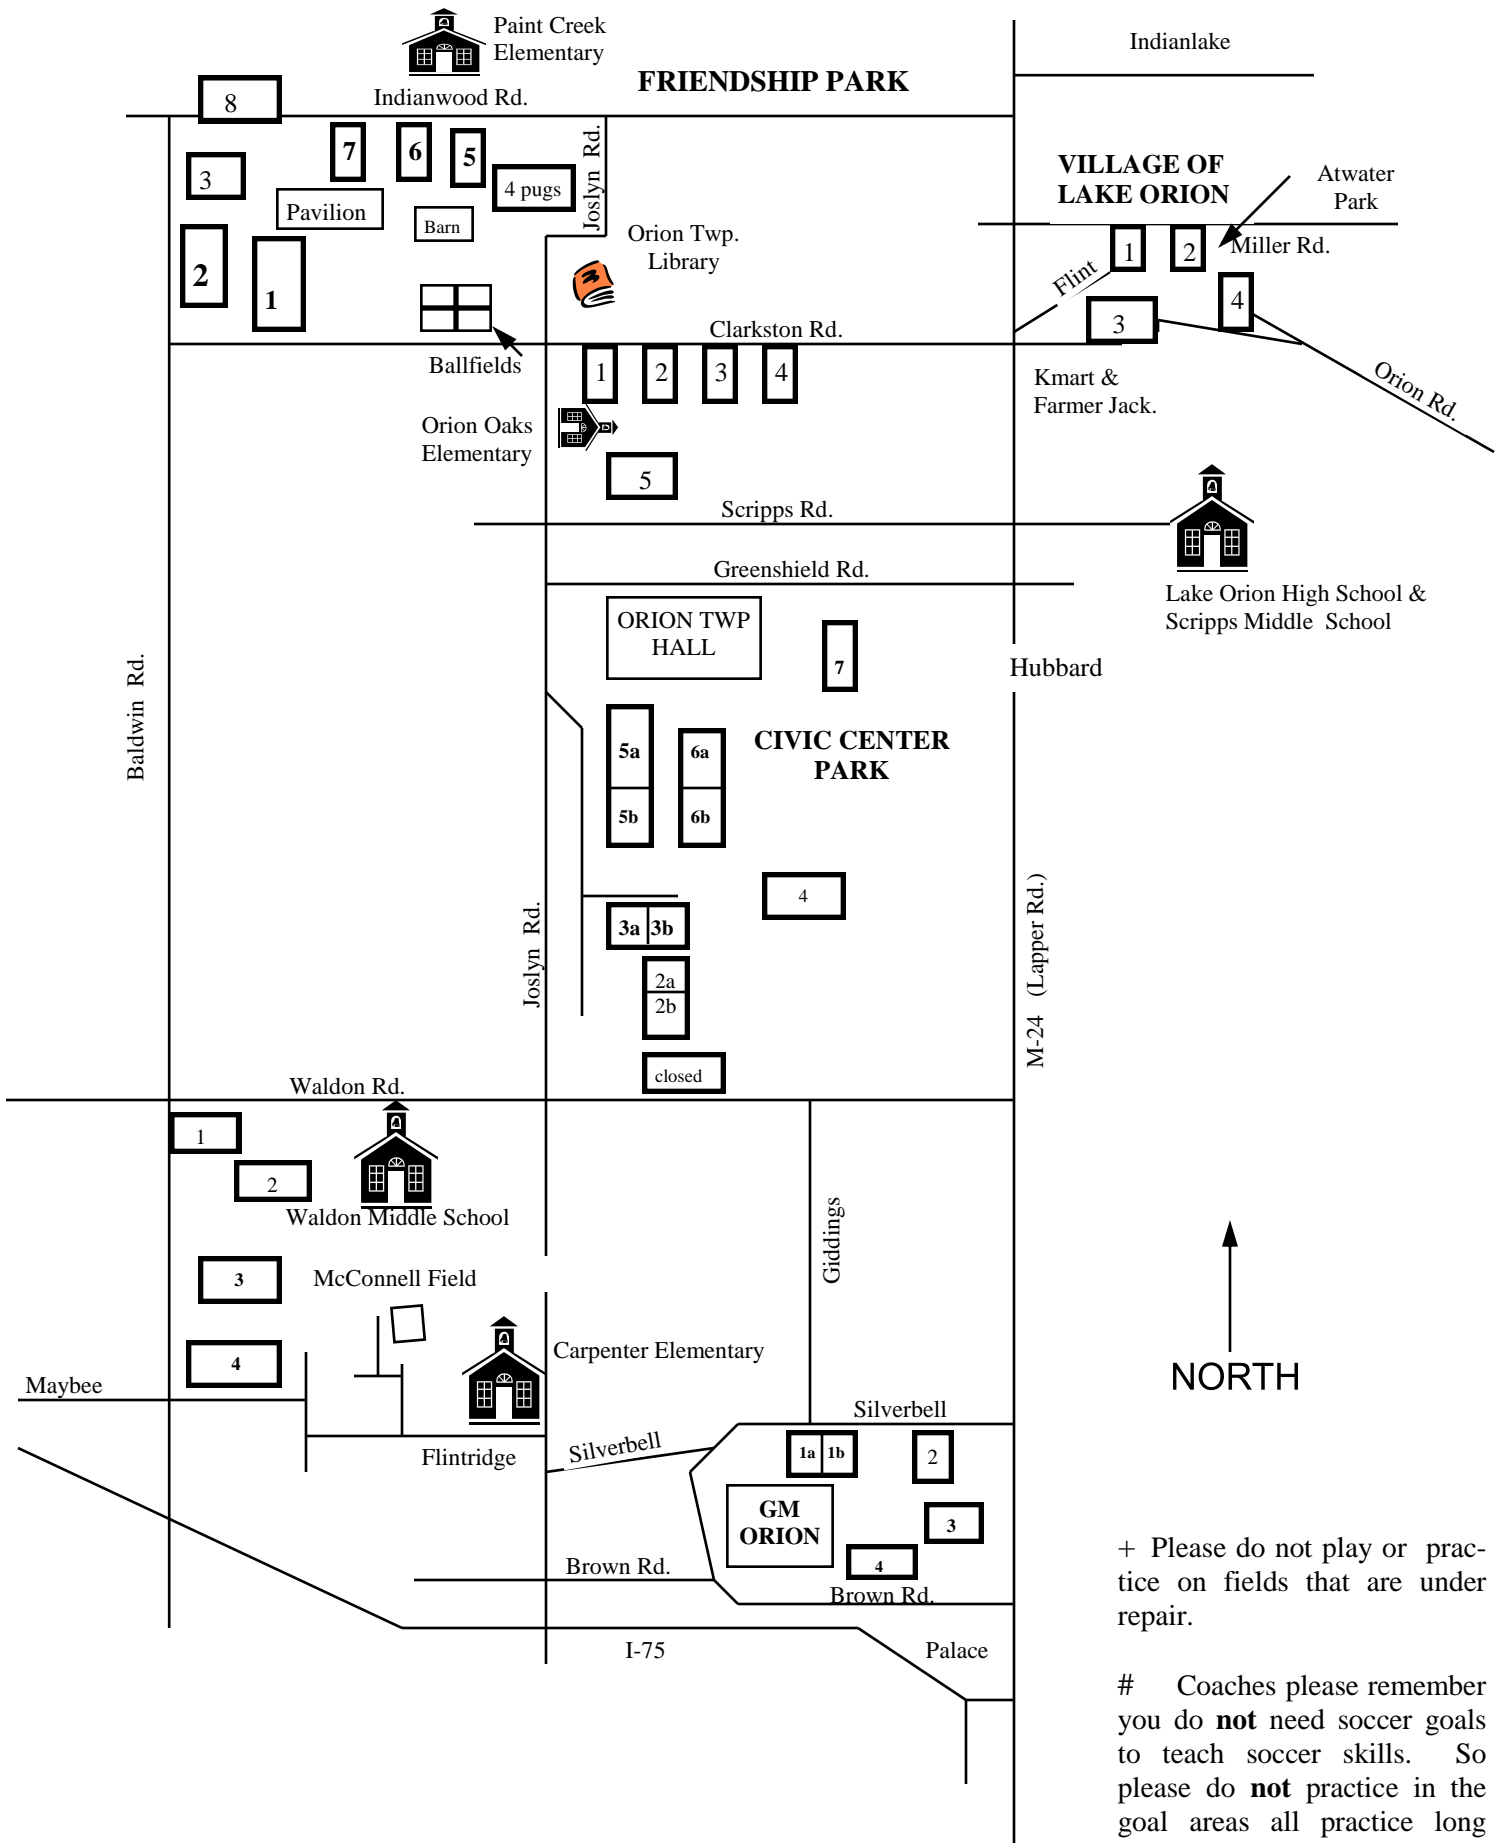 Paint Creek
Elementary
Indianlake
FRIENDSHIP PARK
Indianwood Rd.
8
7
6
5
3
4 pugs
Joslyn Rd.
VILLAGE OF
LAKE ORION
Atwater
Park
Pavilion
Barn
Orion Twp.
Library
1
2
Miller Rd.
Flint
2
1
4
3
Clarkston Rd.
Ballfields
1
2
3
4
Kmart &
Farmer Jack.
Orion Rd.
Orion Oaks
Elementary
5
Scripps Rd.
Greenshield Rd.
Lake Orion High School &
Scripps Middle School
ORION TWP
HALL
7
Hubbard
Baldwin Rd.
5a
6a
CIVIC CENTER
PARK
5b
6b
4
3a
3b
Joslyn Rd.
M-24 (Lapper Rd.)
2a
2b
closed
Waldon Rd.
1
2
Waldon Middle School
Giddings
3
McConnell Field
4
Carpenter Elementary
Maybee
NORTH
Silverbell
Flintridge
Silverbell
1a
1b
2
GM
ORION
3
4
Brown Rd.
Brown Rd.
I-75
Palace
+ Please do not play or prac-
tice on fields that are under
repair.
# Coaches please remember
you do not need soccer goals
to teach soccer skills. So
please do not practice in the
goal areas all practice long